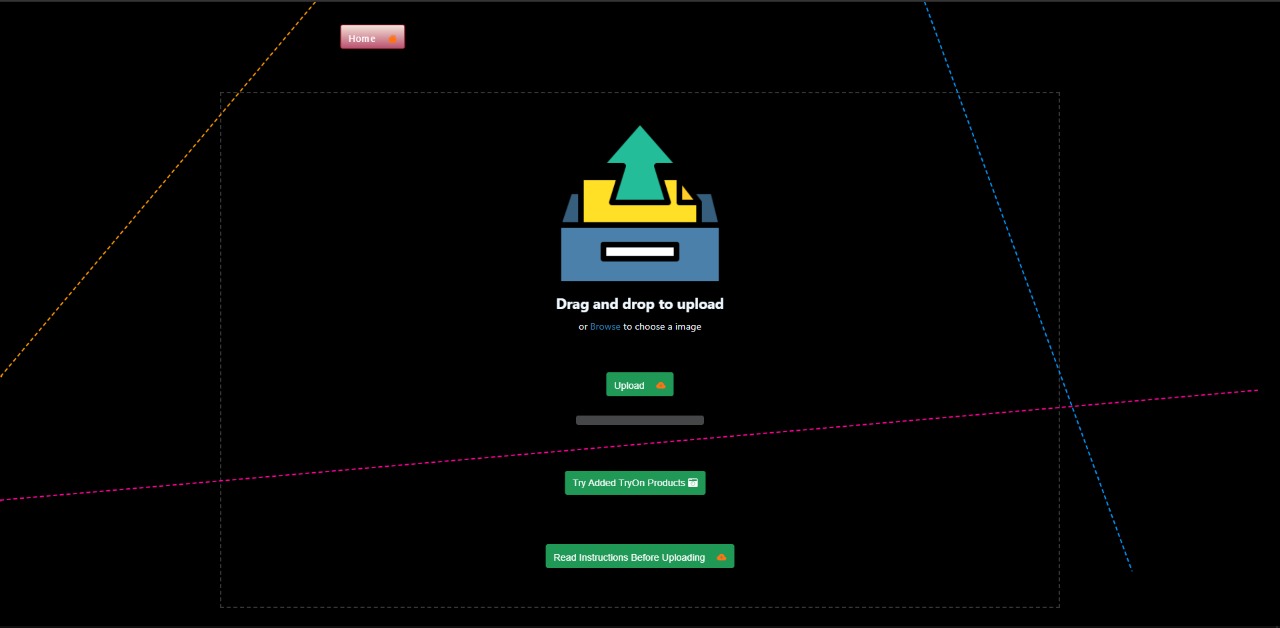 Home
Drag and drop to upload
or Browse to choose a image
Upload
Try Added TryOn Products
Read Instructions Before Uploading